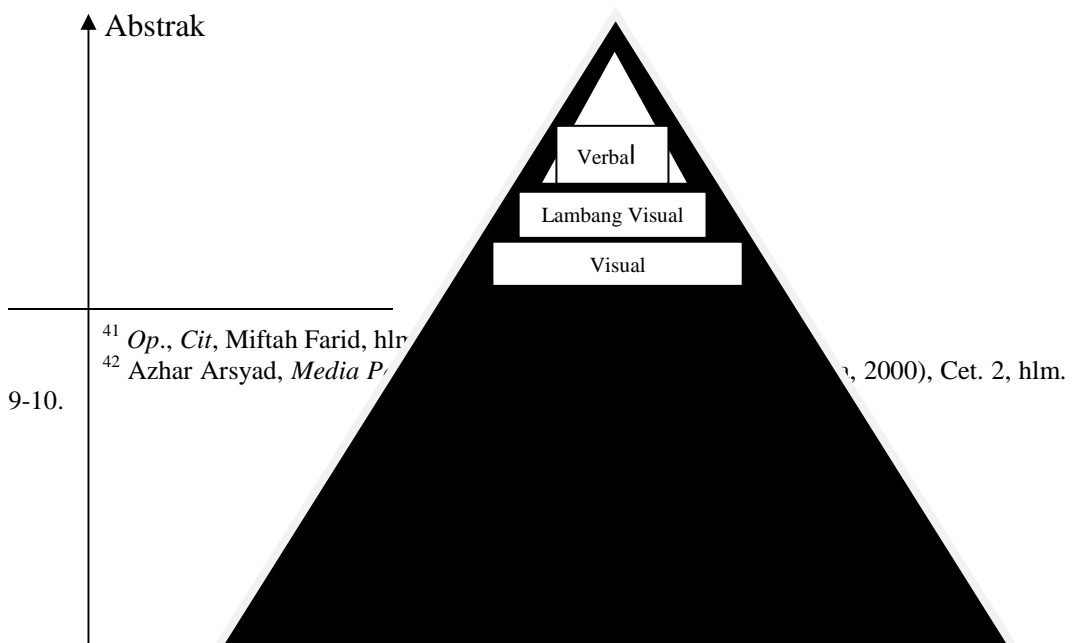 Abstrak
Verbal
Lambang Visual
Visual
41 Op., Cit, Miftah Farid,
42 Azhar Arsyad, Media 2000), Cet. 2, hlm.
9-10.